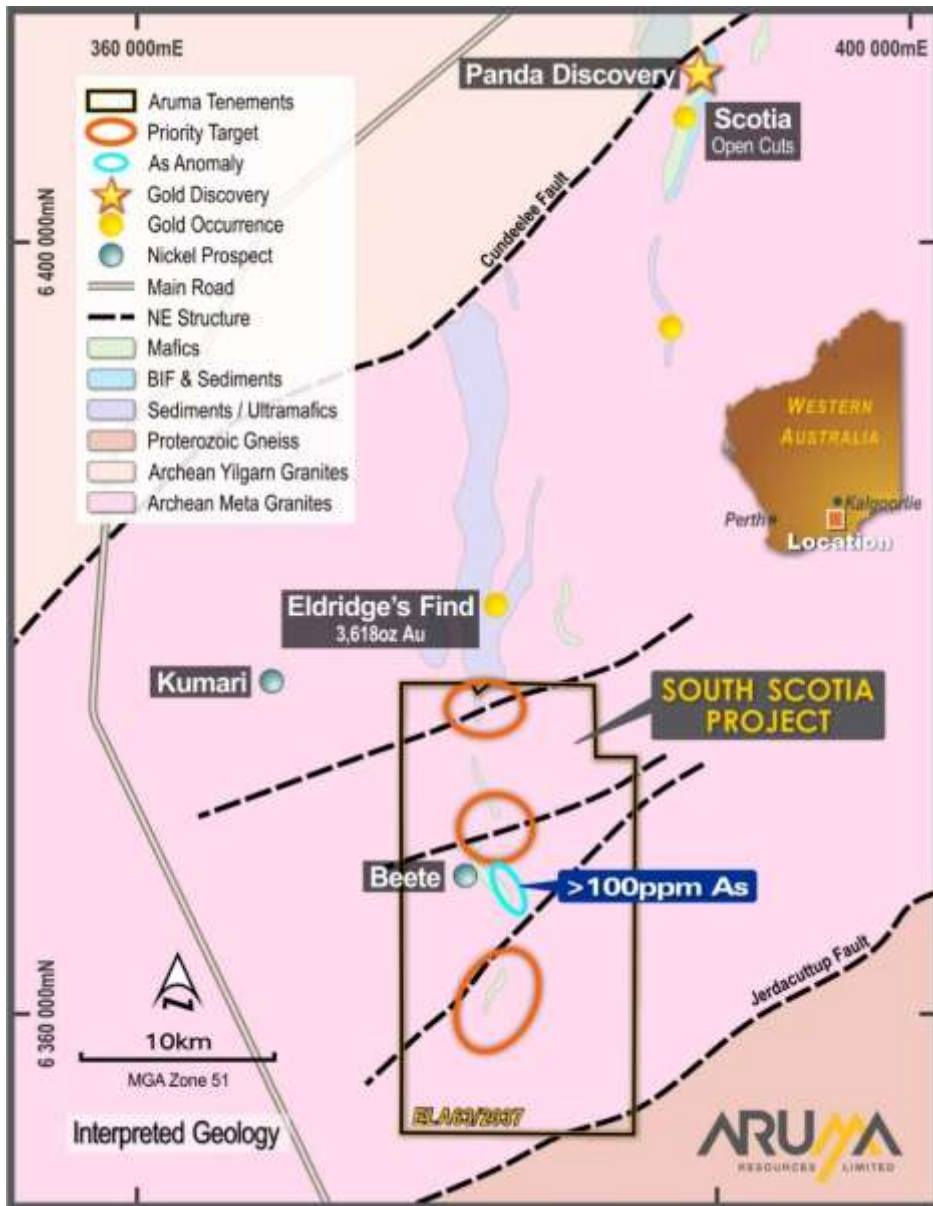 360 000mE
400 000mE
Panda Discovery
Aruma Tenements
Priority Target
As Anomaly
Gold Discovery
Gold Occurrence
Nickel Prospect
Main Road
NE Structure
Mafics
BIF & Sediments
Sediments / Ultramafics
Proterozoic Gneiss
Archean Yilgarn Granites
Archean Meta Granites
Scotia
Open Cuts
Cundeelee Fault
6 400 000mN
WESTERN
AUSTRALIA
Kalgoorlie
Perth
Location
Eldridge's Find
3,618oz Au
Kumari
SOUTH SCOTIA
PROJECT
Beete
>100ppm As
Jerdacuttup Fault
6 360 000mN
N
10km
MGA Zone 51
Interpreted Geology
ELA63/2037
ARUMA
RESOURCES LIMITED